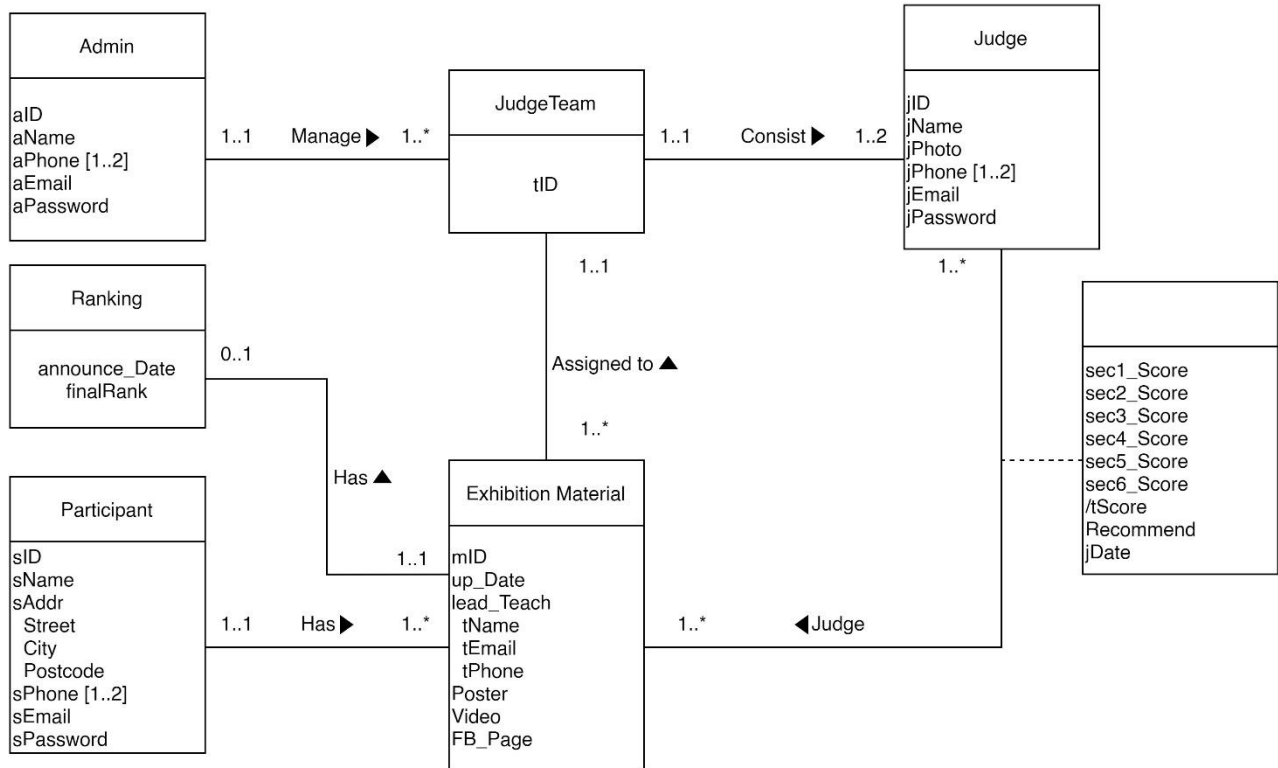 Admin
aID
aName
aPhone [1..2]
aEmail
aPassword
1..1
Manage ▶
1..*
JudgeTeam
tID
1..1
Consist ▶
1..2
Judge
jID
jName
jPhoto
jPhone [1..2]
jEmail
jPassword
Ranking
announce_Date
finalRank
0..1
Has ▲
1..1
1..1
Assigned to ▲
1..*
1..*
sec1_Score
sec2_Score
sec3_Score
sec4_Score
sec5_Score
sec6_Score
/tScore
Recommend
jDate
Participant
sID
sName
sAddr
Street
City
Postcode
sPhone [1..2]
sEmail
sPassword
1..1
Has ▶
1..*
Exhibition Material
mID
up_Date
lead_Teach
tName
tEmail
tPhone
Poster
Video
FB_Page
1..*
◀Judge